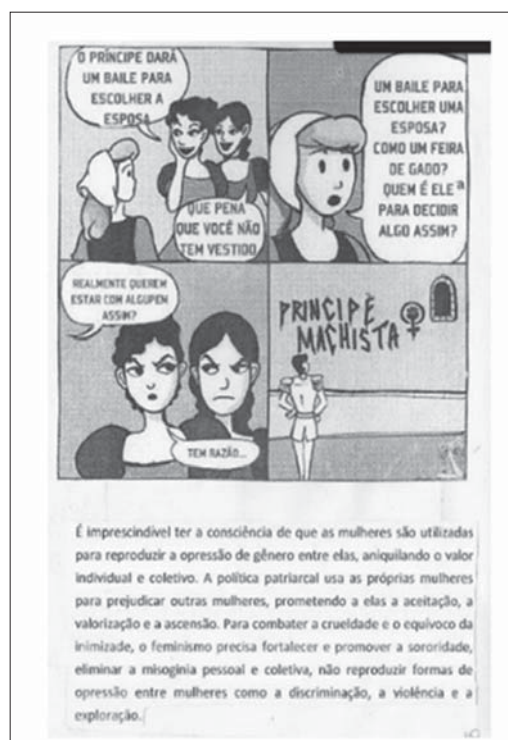 O PRÍNCIPE DARÁ
UM BAILE PARA
ESCOLHER A
ESPOSA
QUE PENA
QUE VOCÊ NÃO
TEM VESTIDO
UM BAILE PARA
ESCOLHER UMA
ESPOSA?
COMO UM FEIRA
DE GADO?
QUEM É ELE
PARA DECIDIR
ALGO ASSIM?
REALMENTE QUEREM
ESTAR COM ALGUPEM
ASSIM?
TEM RAZÃO...
PRINCIPE
MACHISTA
É imprescindível ter a consciência de que as mulheres são utilizadas
para reproduzir a opressão de gênero entre elas, aniquilando o valor
individual e coletivo. A política patriarcal usa as próprias mulheres
para prejudicar outras mulheres, prometendo a elas a aceitação, a
valorização e a ascensão. Para combater a crueldade e o equívoco da
inimizade, o feminismo precisa fortalecer e promover a sororidade,
eliminar a misoginia pessoal e coletiva, não reproduzir formas de
opressão entre mulheres como a discriminação, a violência e a
exploração.